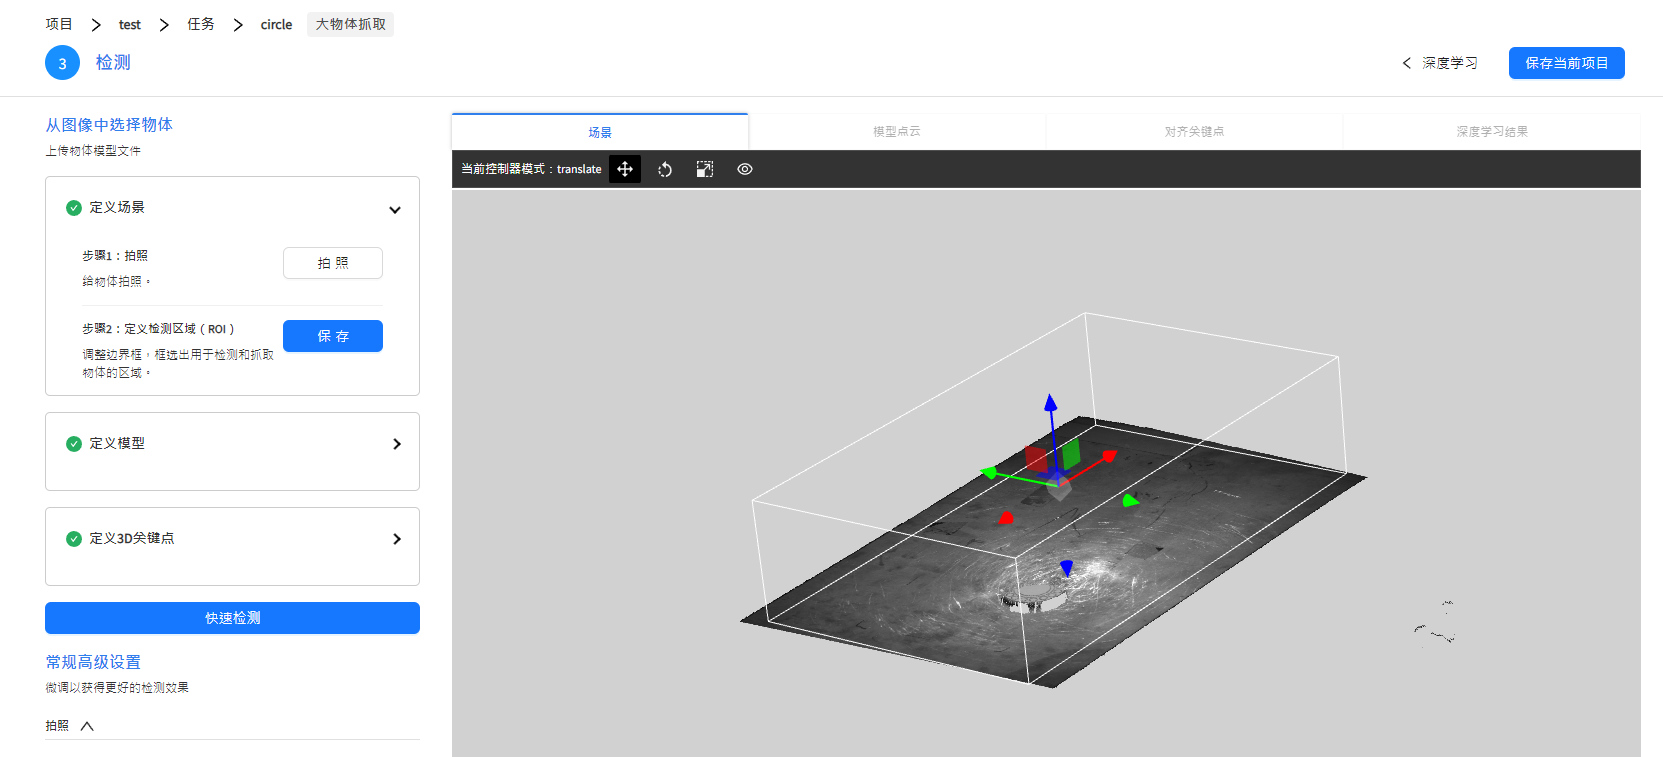 项目 > test > 任务 > circle 大物体抓取
3 检测
< 深度学习
保存当前项目
从图像中选择物体
上传物体模型文件
定义场景
步骤1：拍照
给物体拍照。
拍 照
步骤2：定义检测区域（ROI）
调整边界框，框选出用于检测和抓取
物体的区域。
保 存
定义模型
定义3D关键点
快速检测
常规高级设置
微调以获得更好的检测效果
拍照
场景
模型点云
对齐关键点
深度学习结果
当前控制器模式：translate